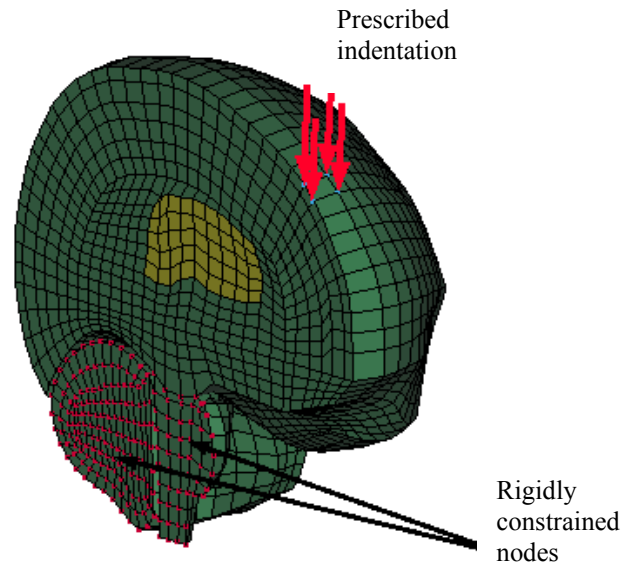 Prescribed
indentation
Rigidly
constrained
nodes